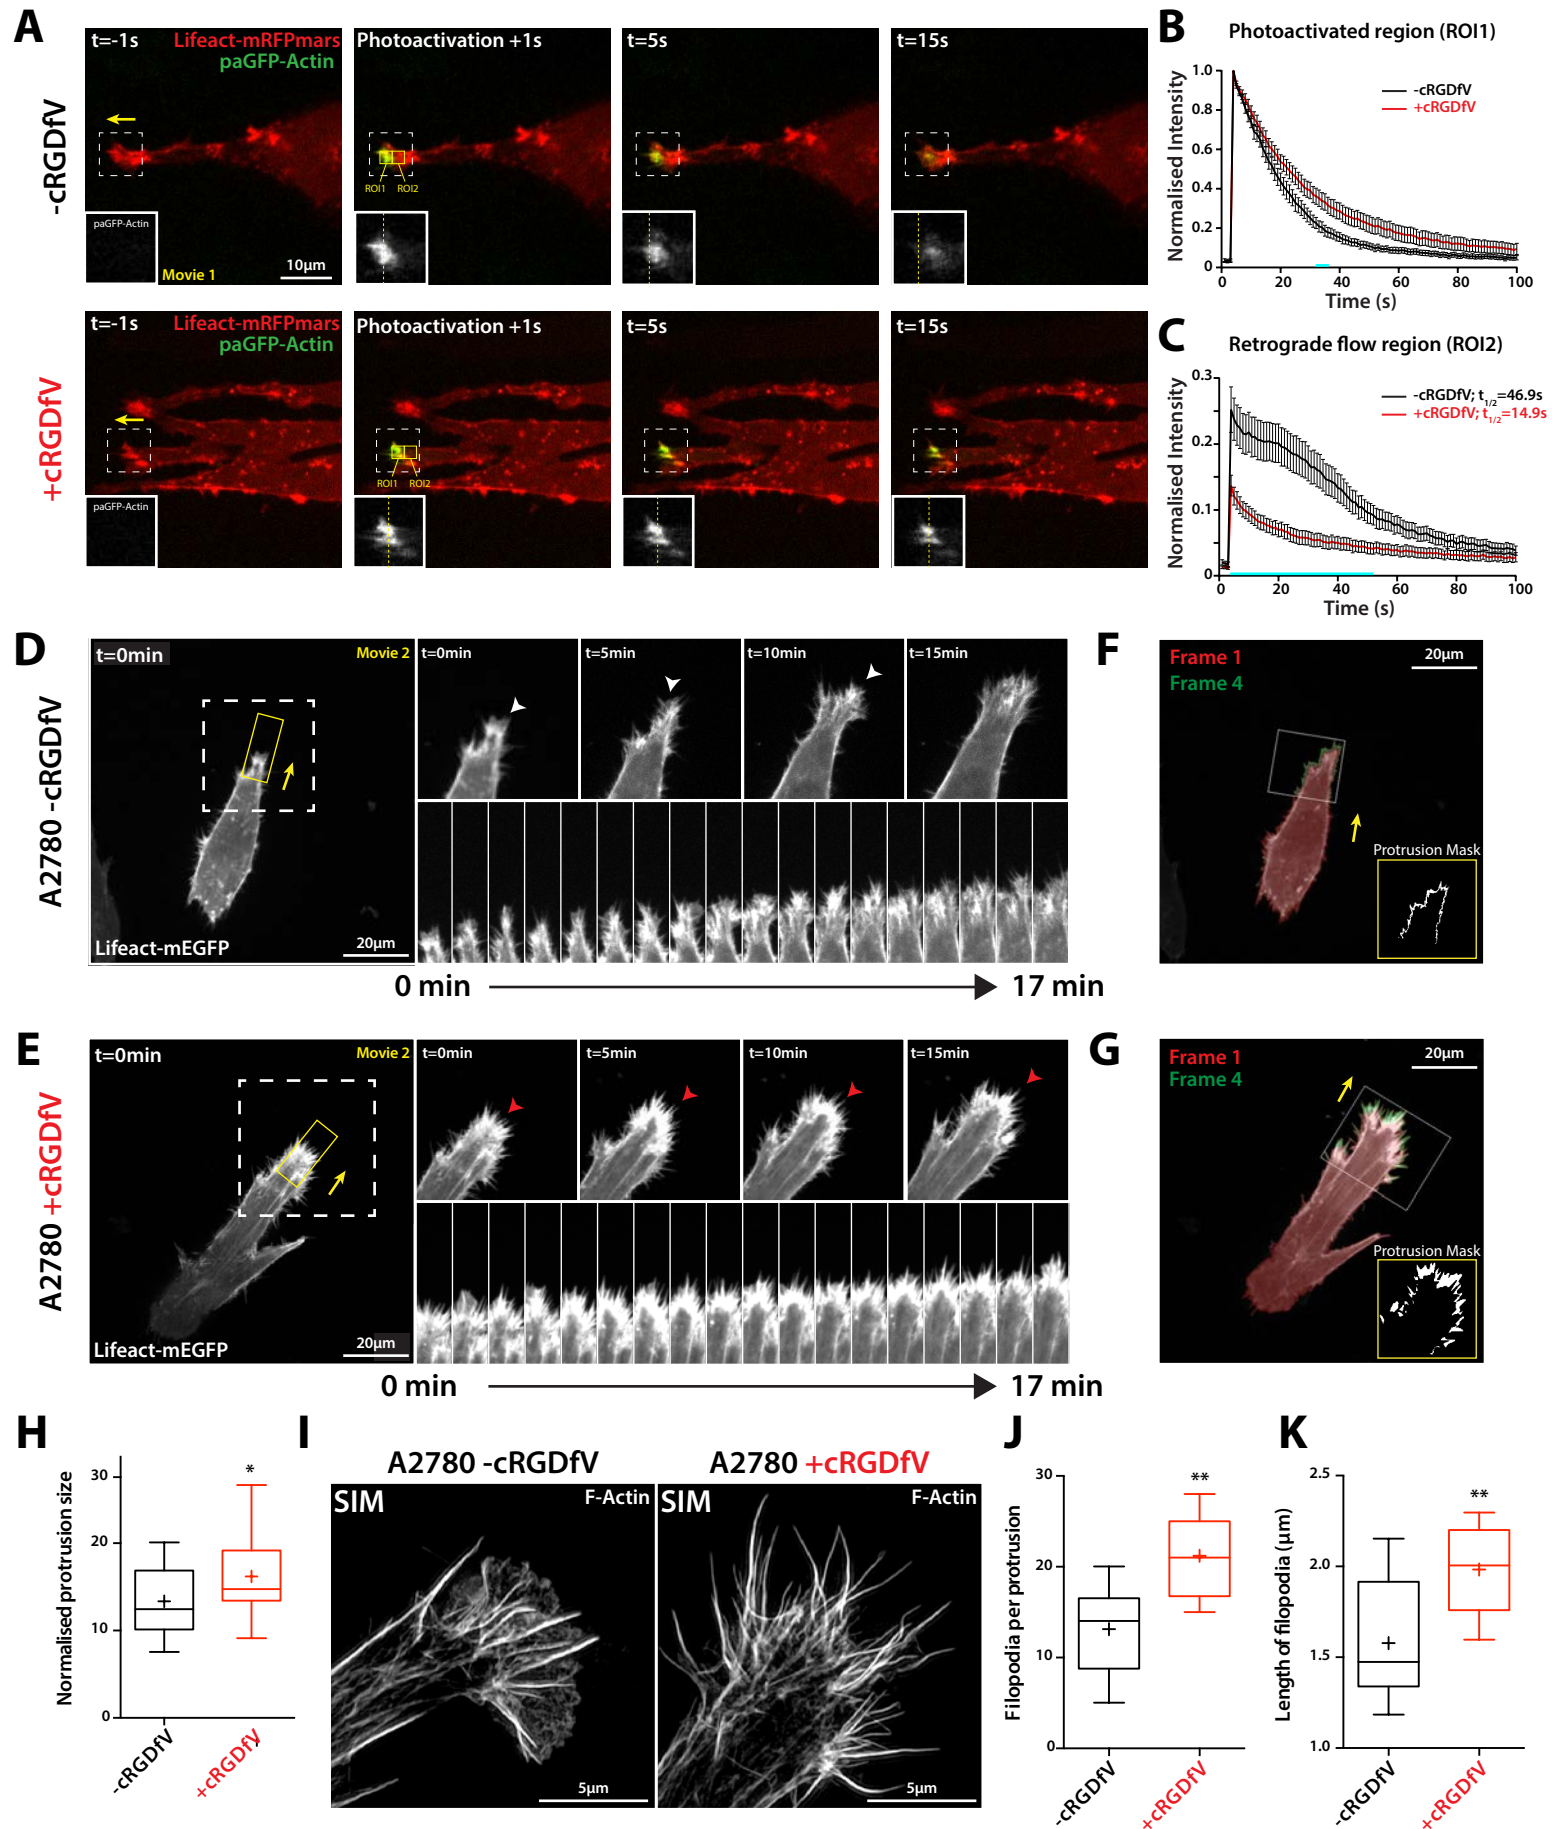 A
-cRGDfV
t=-1s
Lifeact-mRFPmars
paGFP-Actin
paGFP-Actin
Movie 1
10µm
Photoactivation +1s
ROI1 ROI2
t=5s
t=15s
+cRGDfV
t=-1s
Lifeact-mRFPmars
paGFP-Actin
paGFP-Actin
Photoactivation +1s
ROI1 ROI2
t=5s
t=15s
B
Photoactivated region (ROI1)
Normalised Intensity
1.0
0.8
0.6
0.4
0.2
0
-cRGDfV
+cRGDfV
0 20 40 60 80 100
Time (s)
C
Retrograde flow region (ROI2)
Normalised Intensity
0.3
0.2
0.1
0
-cRGDfV; t1/2=46.9s
+cRGDfV; t1/2=14.9s
0 20 40 60 80 100
Time (s)
D
A2780 -cRGDfV
t=0min
Movie 2
Lifeact-mEGFP
20µm
t=0min
t=5min
t=10min
t=15min
0 min
17 min
F
Frame 1
Frame 4
20µm
Protrusion Mask
E
A2780 +cRGDfV
t=0min
Movie 2
Lifeact-mEGFP
20µm
t=0min
t=5min
t=10min
t=15min
0 min
17 min
G
Frame 1
Frame 4
20µm
Protrusion Mask
H
Normalised protrusion size
30
20
10
0
*
-cRGDfV
+cRGDfV
I
A2780 -cRGDfV
SIM
F-Actin
5µm
A2780 +cRGDfV
SIM
F-Actin
5µm
J
Filopodia per protrusion
30
20
10
0
**
-cRGDfV
+cRGDfV
K
Length of filopodia (µm)
2.5
2.0
1.5
1.0
**
-cRGDfV
+cRGDfV